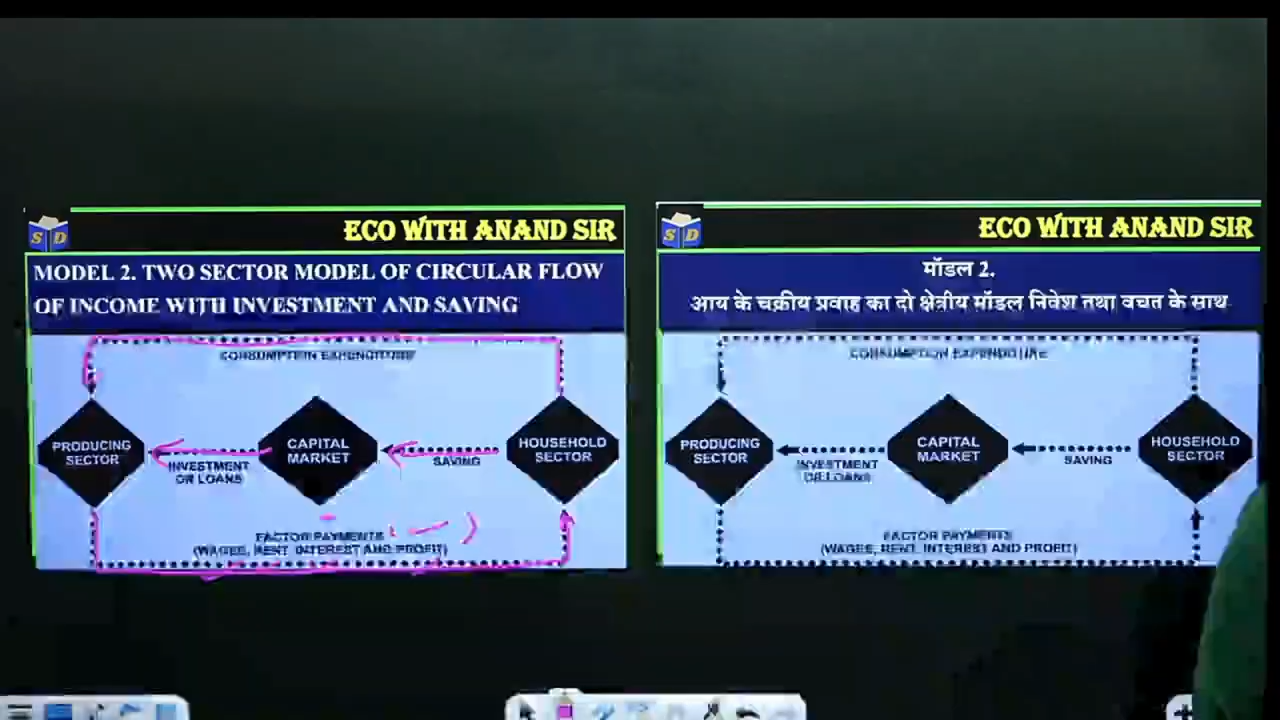 S D
ECO WITH ANAND SIR
MODEL 2. TWO SECTOR MODEL OF CIRCULAR FLOW
OF INCOME WITH INVESTMENT AND SAVING
CONSUMPTION EXPENDITURE
PRODUCING
SECTOR
INVESTMENT
OR LOANS
CAPITAL
MARKET
SAVING
HOUSEHOLD
SECTOR
FACTOR PAYMENTS
(WAGES, RENT, INTEREST AND PROFIT)
S D
ECO WITH ANAND SIR
मॉडल 2.
आय के चक्रीय प्रवाह का दो क्षेत्रीय मॉडल निवेश तथा वचत के साथ
CONSUMPTION EXPENDITURE
PRODUCING
SECTOR
INVESTMENT
OR LOANS
CAPITAL
MARKET
SAVING
HOUSEHOLD
SECTOR
FACTOR PAYMENTS
(WAGES, RENT, INTEREST AND PROFIT)